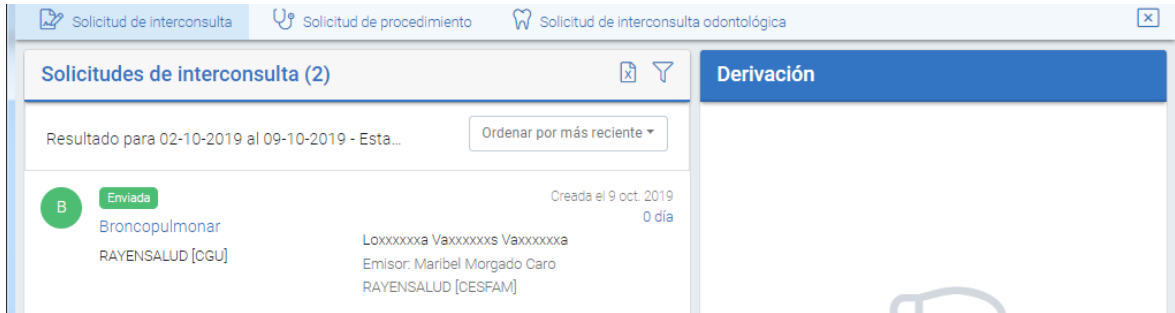 Solicitud de interconsulta
Solicitud de procedimiento
Solicitud de interconsulta odontológica
Solicitudes de interconsulta (2)
Derivación
Resultado para 02-10-2019 al 09-10-2019 - Esta...
Ordenar por más reciente
B
Enviada
Creada el 9 oct. 2019
0 día
Broncopulmonar
RAYENSALUD [CGU]
Loxxxxxxa Vaxxxxxxs Vaxxxxxxa
Emisor: Maribel Morgado Caro
RAYENSALUD [CESFAM]